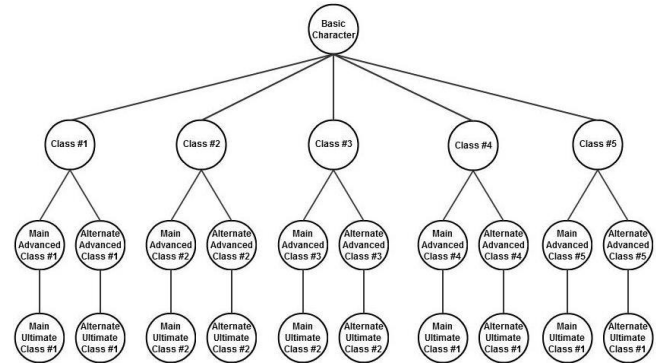 Basic
Character
Class #1
Class #2
Class #3
Class #4
Class #5
Main
Advanced
Class #1
Alternate
Advanced
Class #1
Main
Advanced
Class #2
Alternate
Advanced
Class #2
Main
Advanced
Class #3
Alternate
Advanced
Class #3
Main
Advanced
Class #4
Alternate
Advanced
Class #4
Main
Advanced
Class #5
Alternate
Advanced
Class #5
Main
Ultimate
Class #1
Alternate
Ultimate
Class #1
Main
Ultimate
Class #2
Alternate
Ultimate
Class #2
Main
Ultimate
Class #2
Alternate
Ultimate
Class #2
Main
Ultimate
Class #1
Alternate
Ultimate
Class #1
Main
Ultimate
Class #1
Alternate
Ultimate
Class #1